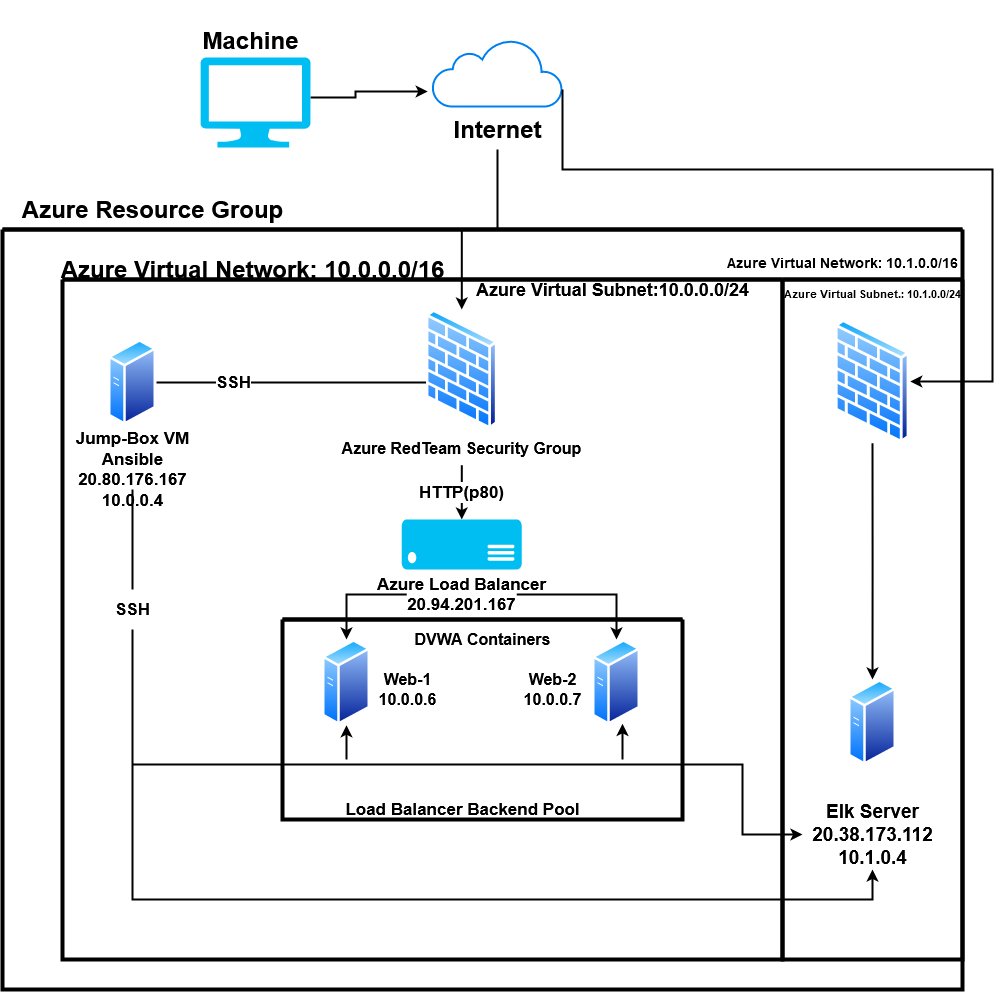 Machine
Internet
Azure Resource Group
Azure Virtual Network: 10.0.0.0/16
Azure Virtual Network: 10.1.0.0/16
Azure Virtual Subnet:10.0.0.0/24
Azure Virtual Subnet.: 10.1.0.0/24
SSH
Jump-Box VM
Ansible
20.80.176.167
10.0.0.4
Azure RedTeam Security Group
HTTP(p80)
Azure Load Balancer
20.94.201.167
SSH
DVWA Containers
Web-1
10.0.0.6
Web-2
10.0.0.7
Load Balancer Backend Pool
Elk Server
20.38.173.112
10.1.0.4